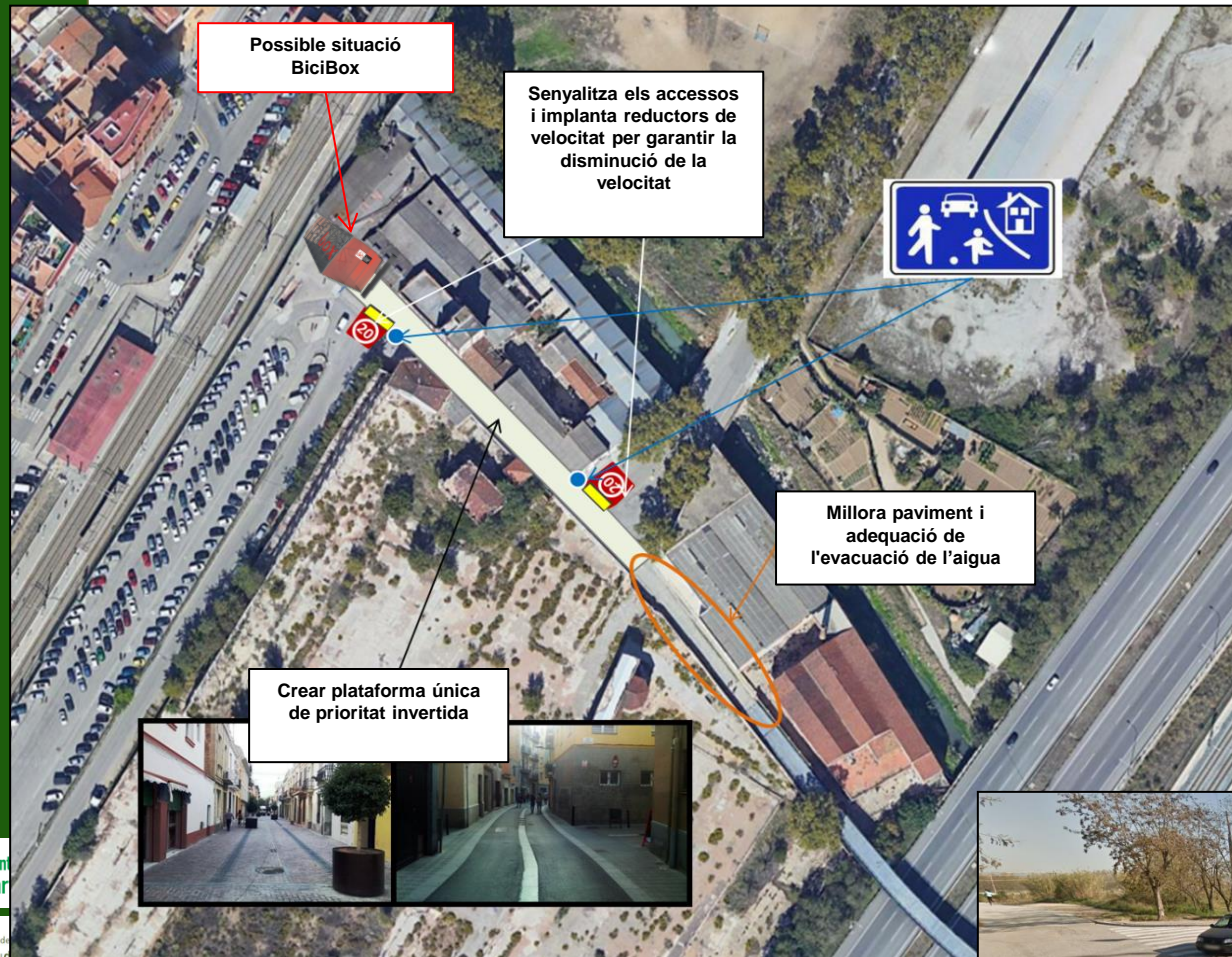 Possible situació
BiciBox
Senyalitza els accessos
i implanta reductors de
velocitat per garantir la
disminució de la
velocitat
20
20
Millora paviment i
adequació de
l'evacuació de l’aigua
Crear plataforma única
de prioritat invertida